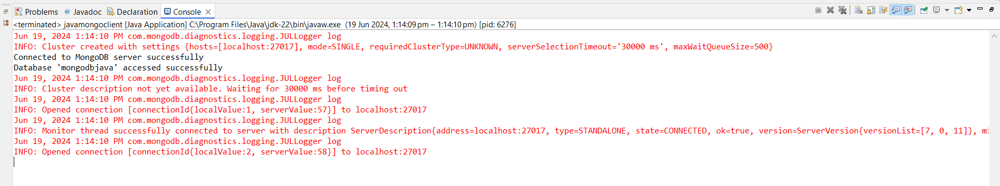 Problems @ Javadoc Declaration Console
<terminated> javamongoclient [Java Application] C:\Program Files\Java\jdk-22\bin\javaw.exe (19 Jun 2024, 1:14:09 pm – 1:14:10 pm) [pid: 6276]
Jun 19, 2024 1:14:10 PM com.mongodb.diagnostics.logging.JULLogger log
INFO: Cluster created with settings {hosts=[localhost:27017], mode=SINGLE, requiredClusterType=UNKNOWN, serverSelectionTimeout='30000 ms', maxWaitQueueSize=500}
Connected to MongoDB server successfully
Database 'mongodbjava' accessed successfully
Jun 19, 2024 1:14:10 PM com.mongodb.diagnostics.logging.JULLogger log
INFO: Cluster description not yet available. Waiting for 30000 ms before timing out
Jun 19, 2024 1:14:10 PM com.mongodb.diagnostics.logging.JULLogger log
INFO: Opened connection [connectionId{localValue:1, serverValue:57}] to localhost:27017
Jun 19, 2024 1:14:10 PM com.mongodb.diagnostics.logging.JULLogger log
INFO: Monitor thread successfully connected to server with description ServerDescription{address=localhost:27017, type=STANDALONE, state=CONNECTED, ok=true, version=ServerVersion{versionList=[7, 0, 11]}, mi
Jun 19, 2024 1:14:10 PM com.mongodb.diagnostics.logging.JULLogger log
INFO: Opened connection [connectionId{localValue:2, serverValue:58}] to localhost:27017